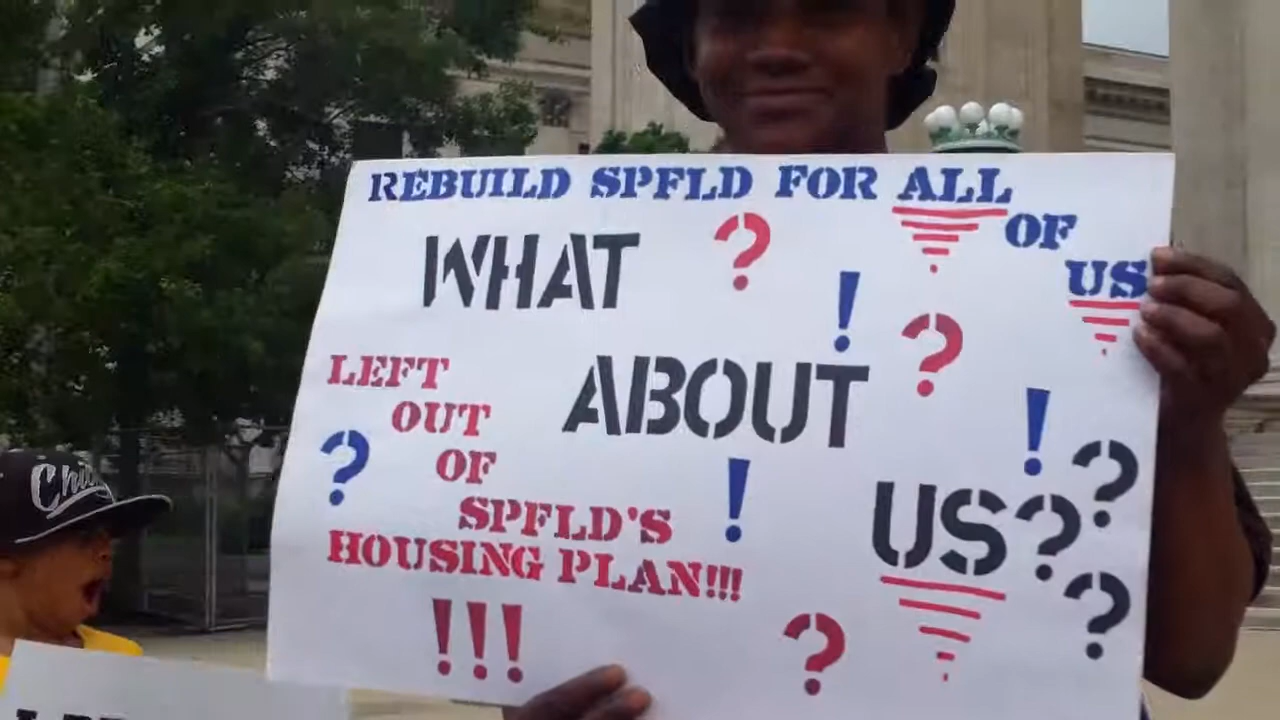 REBUILD SPFLD FOR ALL
OF
US
WHAT ?
! ?
LEFT
OUT
OF
SPFLD'S
HOUSING PLAN!!!
? !
ABOUT
! ?
US??
?
!!! ?